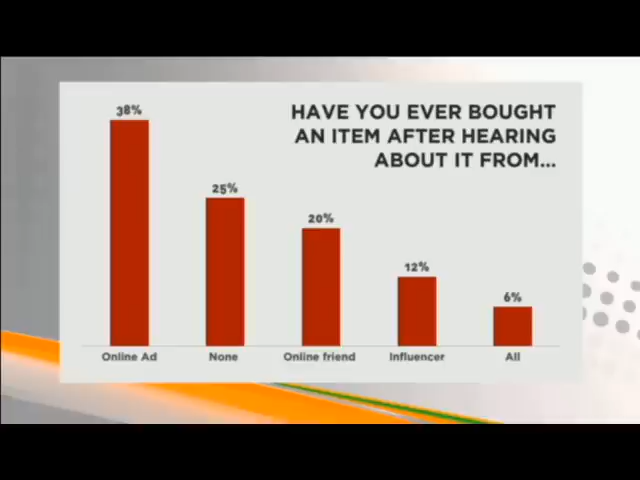 HAVE YOU EVER BOUGHT
AN ITEM AFTER HEARING
ABOUT IT FROM...
38%
25%
20%
12%
6%
Online Ad
None
Online friend
Influencer
All